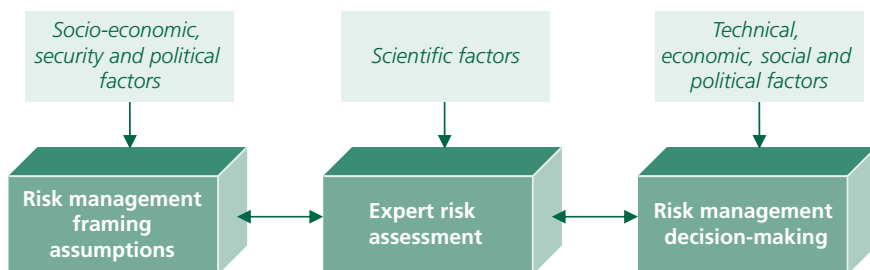 Socio-economic,
security and political
factors
Scientific factors
Technical,
economic, social and
political factors
Risk management
framing
assumptions
Expert risk
assessment
Risk management
decision-making